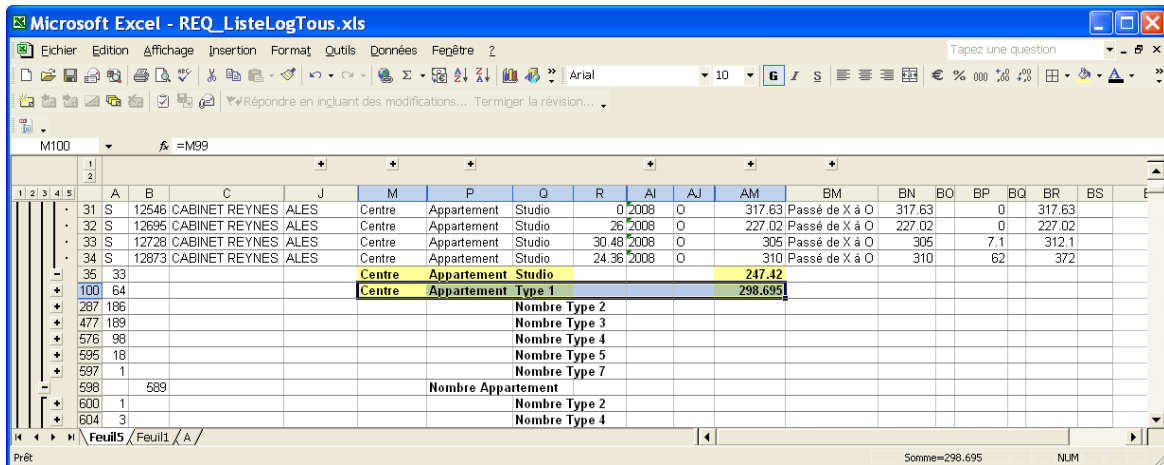 Microsoft Excel - REQ_ListeLogTous.xls
Fichier Edition Affichage Insertion Format Outils Données Fenêtre ? Tapez une question
Arial 10 G I S € % 000
Répondre en incluant des modifications... Terminer la révision...
M100 fx =M99
1
2
1 2 3 4 5 A B C J M P Q R AI AJ AM BM BN BO BP BQ BR BS
31 S 12546 CABINET REYNES ALES Centre Appartement Studio 0 2008 O 317.63 Passé de X à O 317.63 0 317.63
32 S 12695 CABINET REYNES ALES Centre Appartement Studio 26 2008 O 227.02 Passé de X à O 227.02 0 227.02
33 S 12728 CABINET REYNES ALES Centre Appartement Studio 30.48 2008 O 305 Passé de X à O 305 7.1 312.1
34 S 12873 CABINET REYNES ALES Centre Appartement Studio 24.36 2008 O 310 Passé de X à O 310 62 372
35 33 Centre Appartement Studio 247.42
100 64 Centre Appartement Type 1 298.695
287 186 Nombre Type 2
477 189 Nombre Type 3
576 98 Nombre Type 4
595 18 Nombre Type 5
597 1 Nombre Type 7
598 589 Nombre Appartement
600 1 Nombre Type 2
604 3 Nombre Type 4
Feuil5 Feuil1 A
Prêt Somme=298.695 NUM